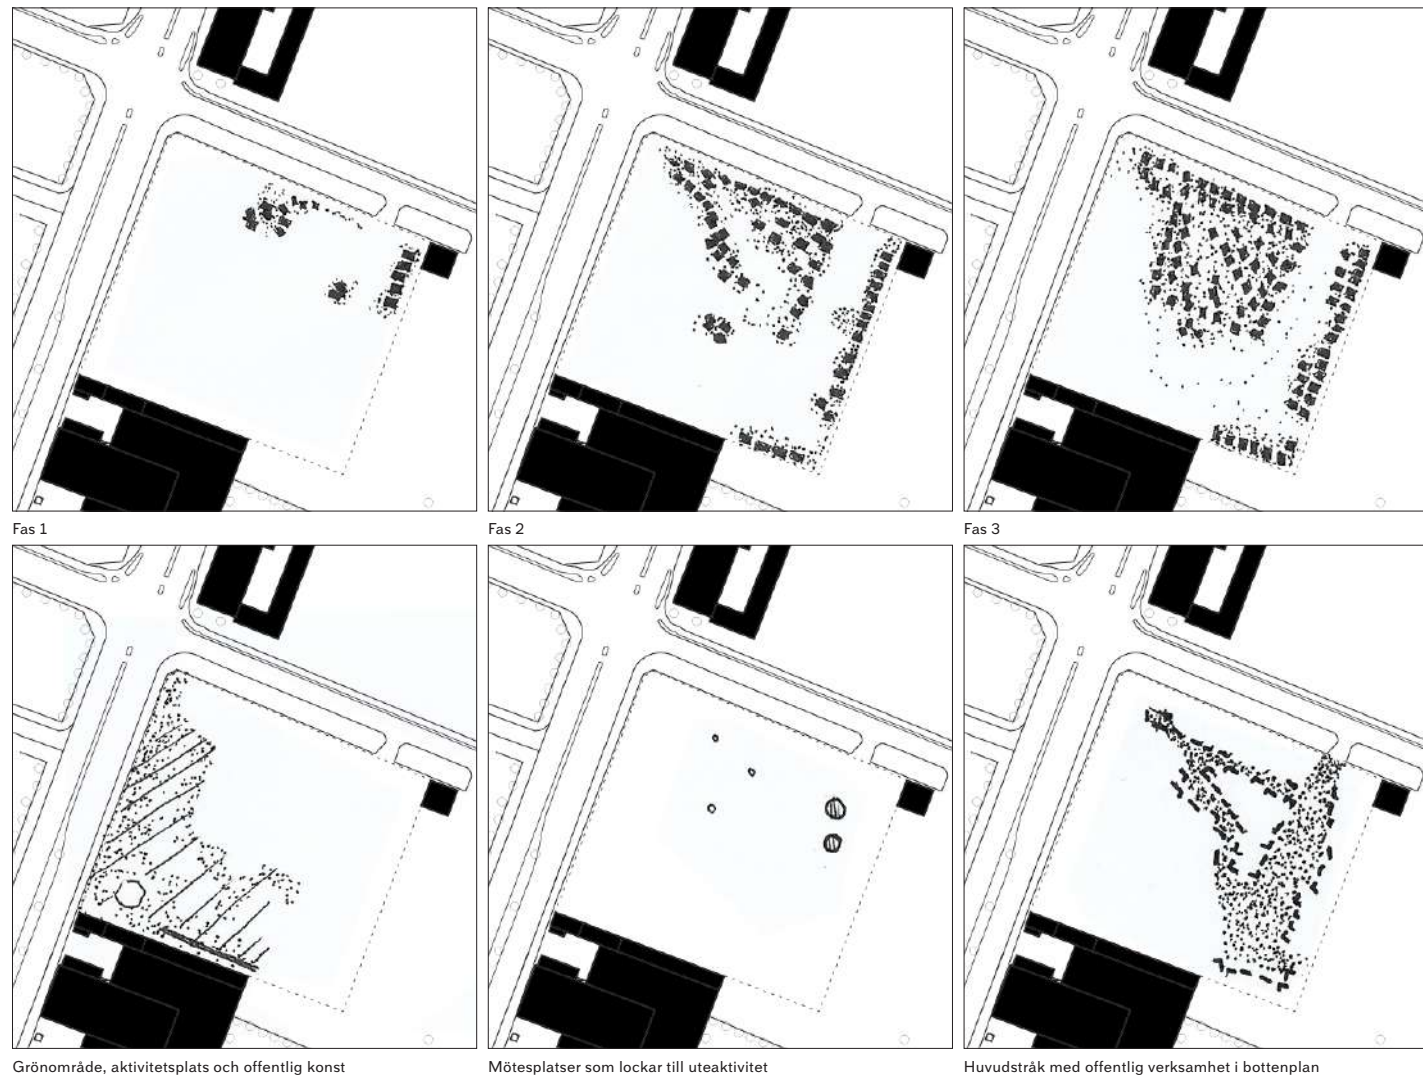 Fas 1
Fas 2
Fas 3
Grönområde, aktivitetsplats och offentlig konst
Mötesplatser som lockar till uteaktivitet
Huvudstråk med offentlig verksamhet i bottenplan